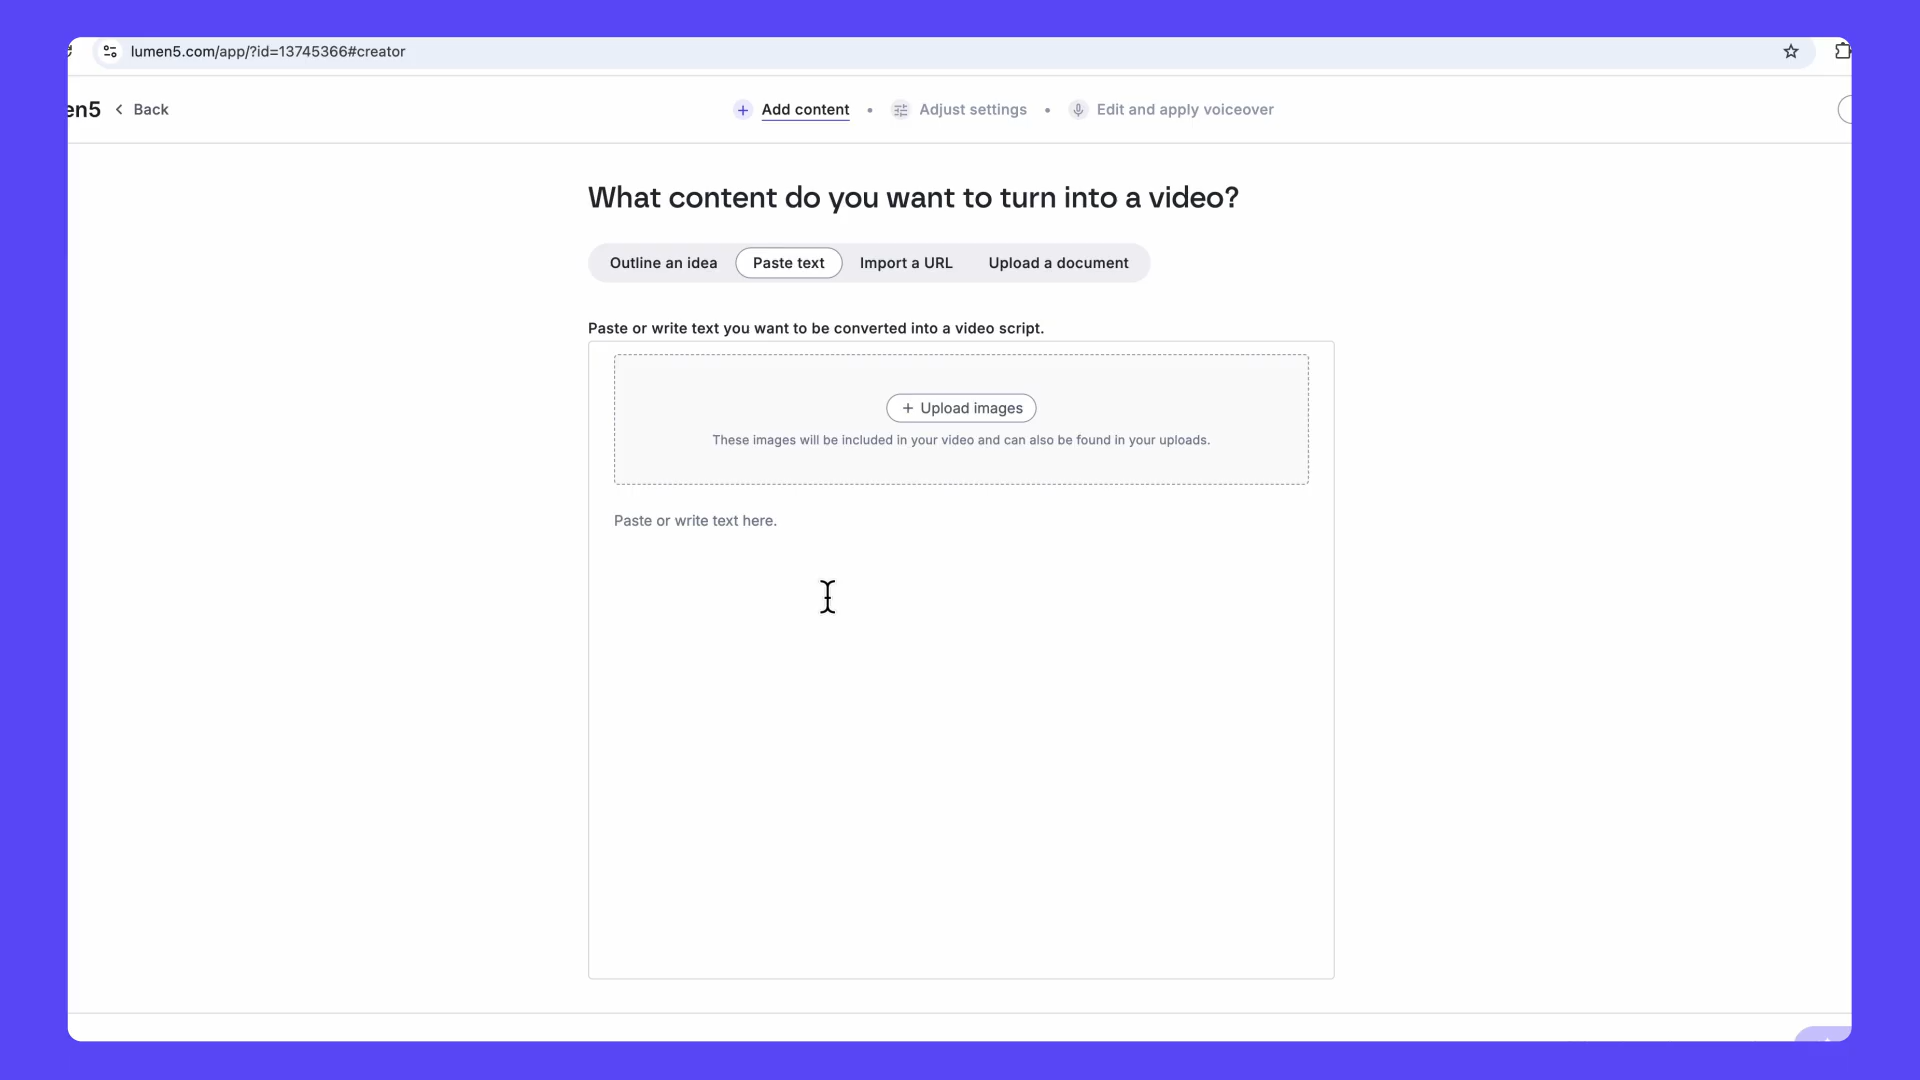 lumen5.com/app/?id=13745366#creator
en5
Back
Add content • Adjust settings • Edit and apply voiceover
What content do you want to turn into a video?
Outline an idea
Paste text
Import a URL
Upload a document
Paste or write text you want to be converted into a video script.
+ Upload images
These images will be included in your video and can also be found in your uploads.
Paste or write text here.